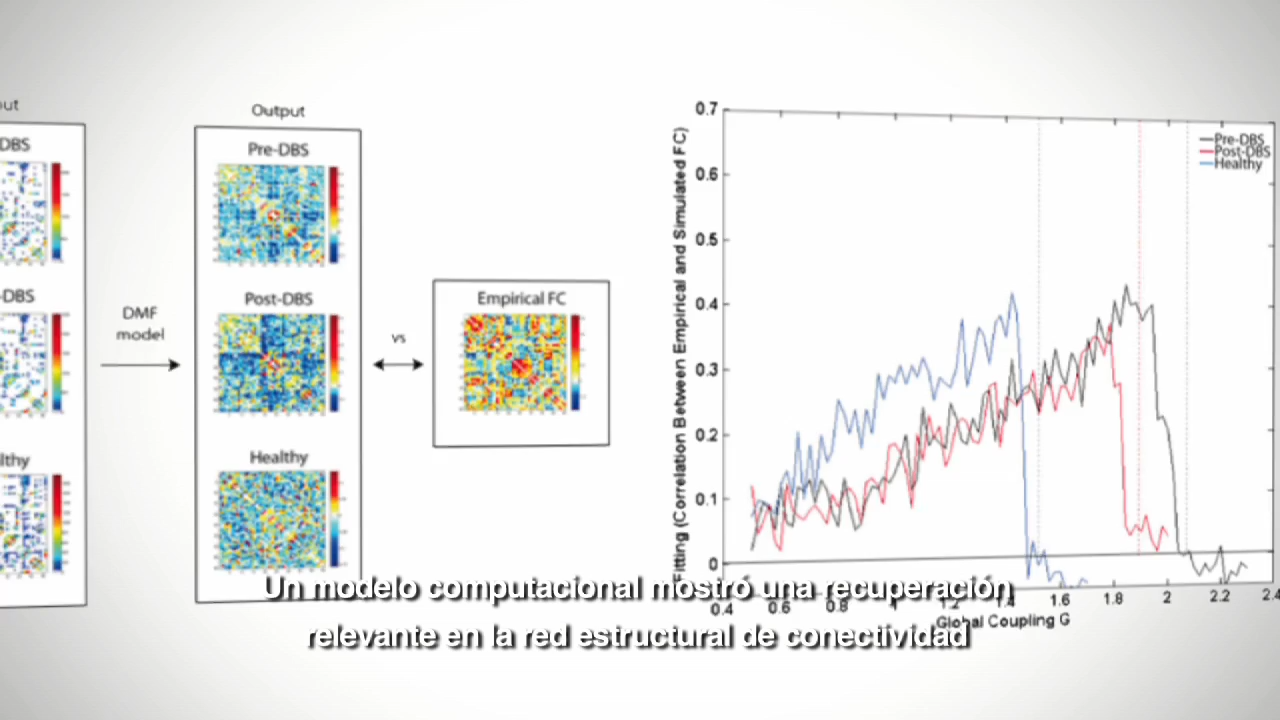 Output
Pre-DBS
Post-DBS
Healthy
DBS
DBS
lthy
DMF
model
vs
Empirical FC
Fitting (Correlation Between Empirical and Simulated FC)
0.7
0.6
0.5
0.4
0.3
0.2
0.1
0
0.4
0.6
0.8
1
1.2
1.4
1.6
1.8
2
2.2
2.4
Global Coupling G
Pre-DBS
Post-DBS
Healthy
Un modelo computacional mostró una recuperación
relevante en la red estructural de conectividad